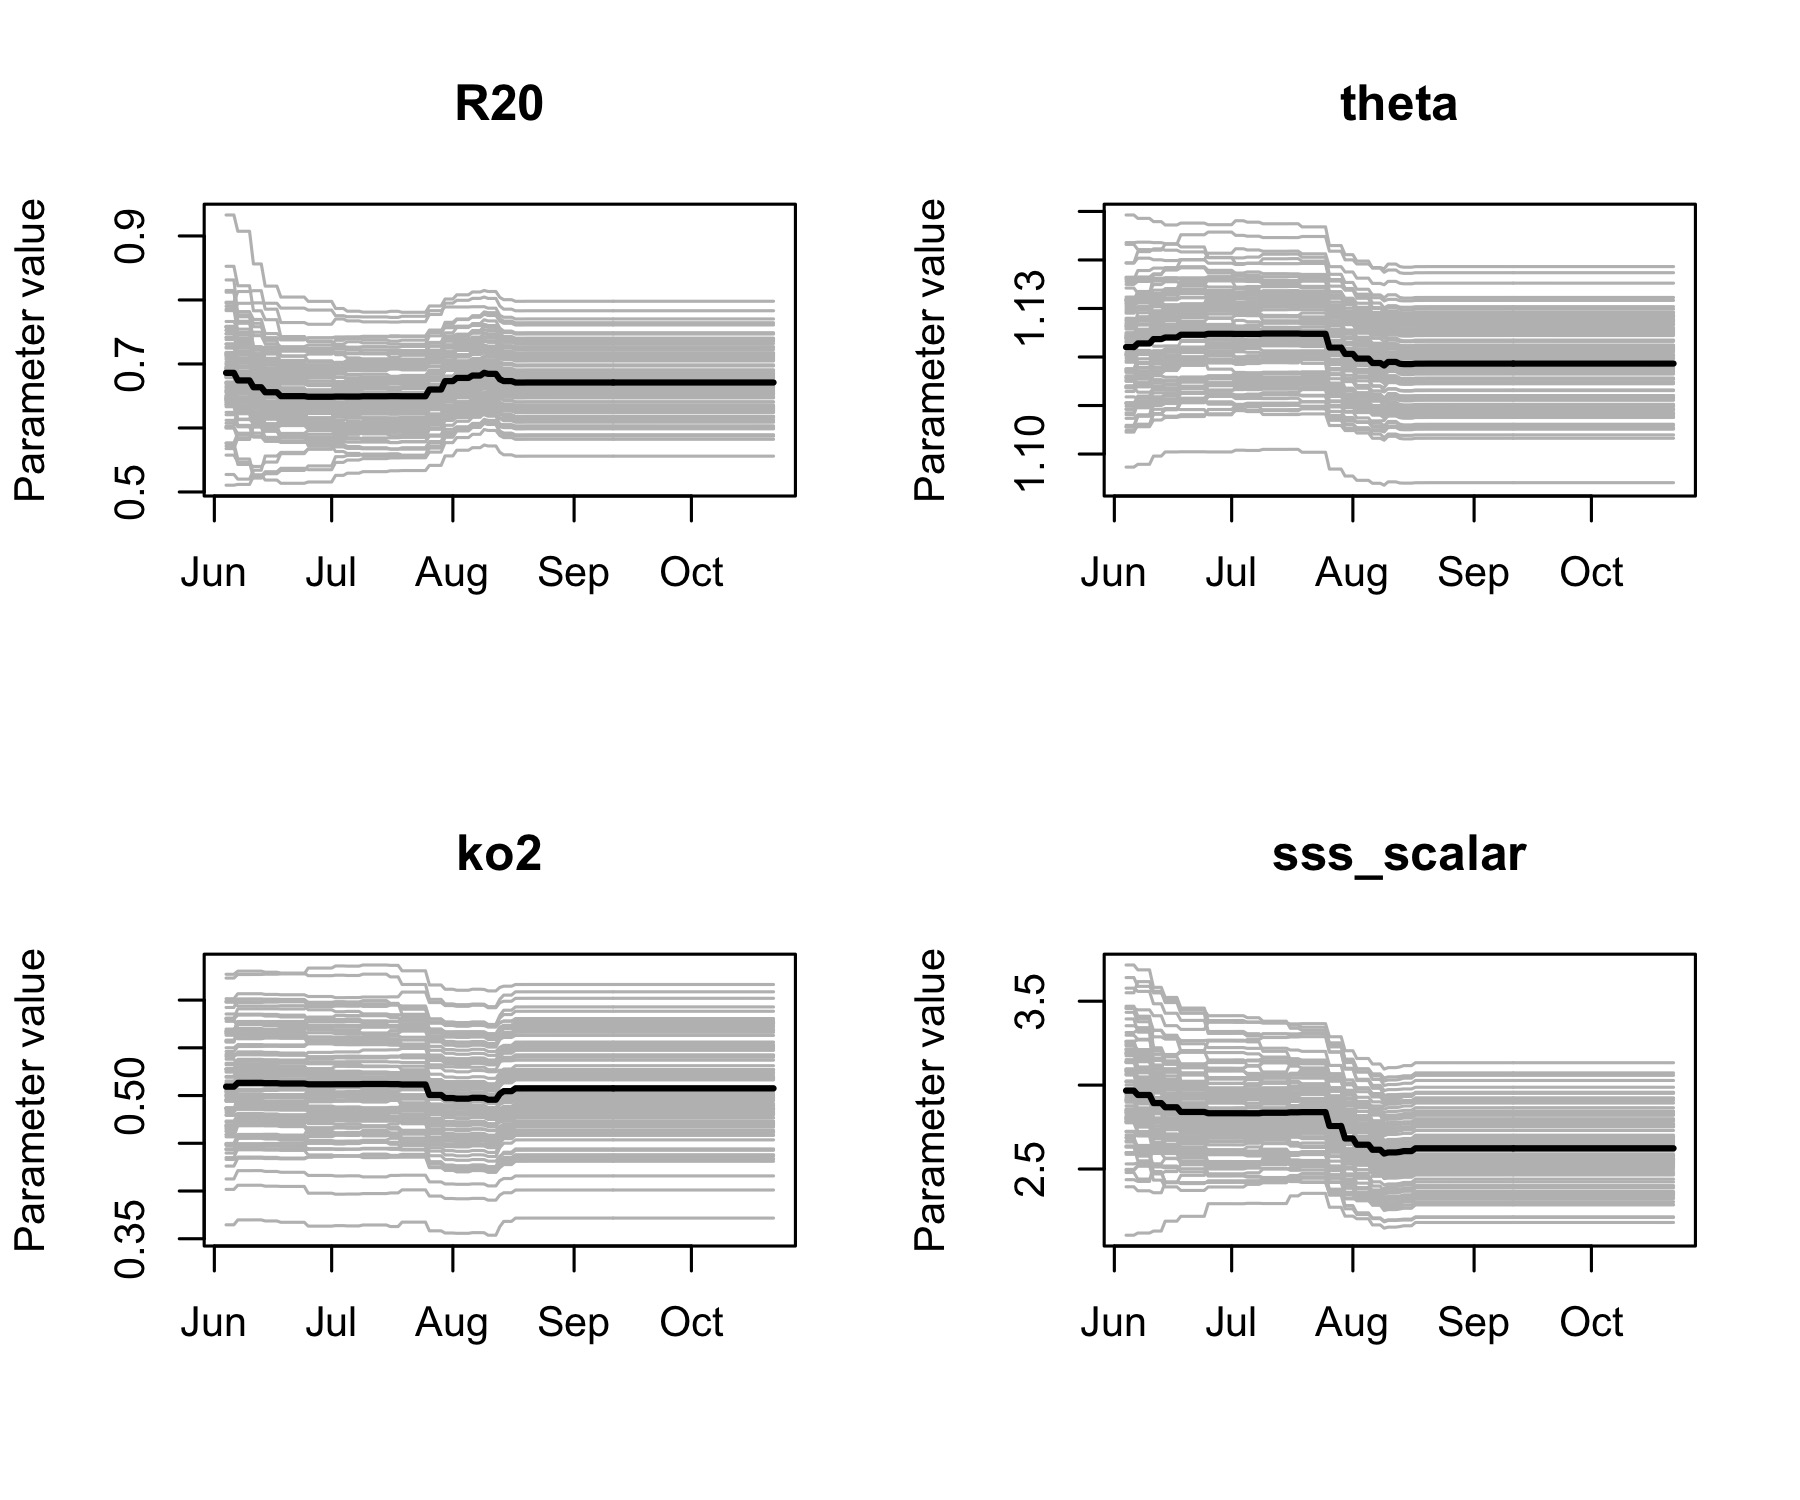 R20
Parameter value
0.9
0.7
0.5
Jun Jul Aug Sep Oct
theta
Parameter value
1.13
1.10
Jun Jul Aug Sep Oct
ko2
Parameter value
0.50
0.35
Jun Jul Aug Sep Oct
sss_scalar
Parameter value
3.5
2.5
Jun Jul Aug Sep Oct